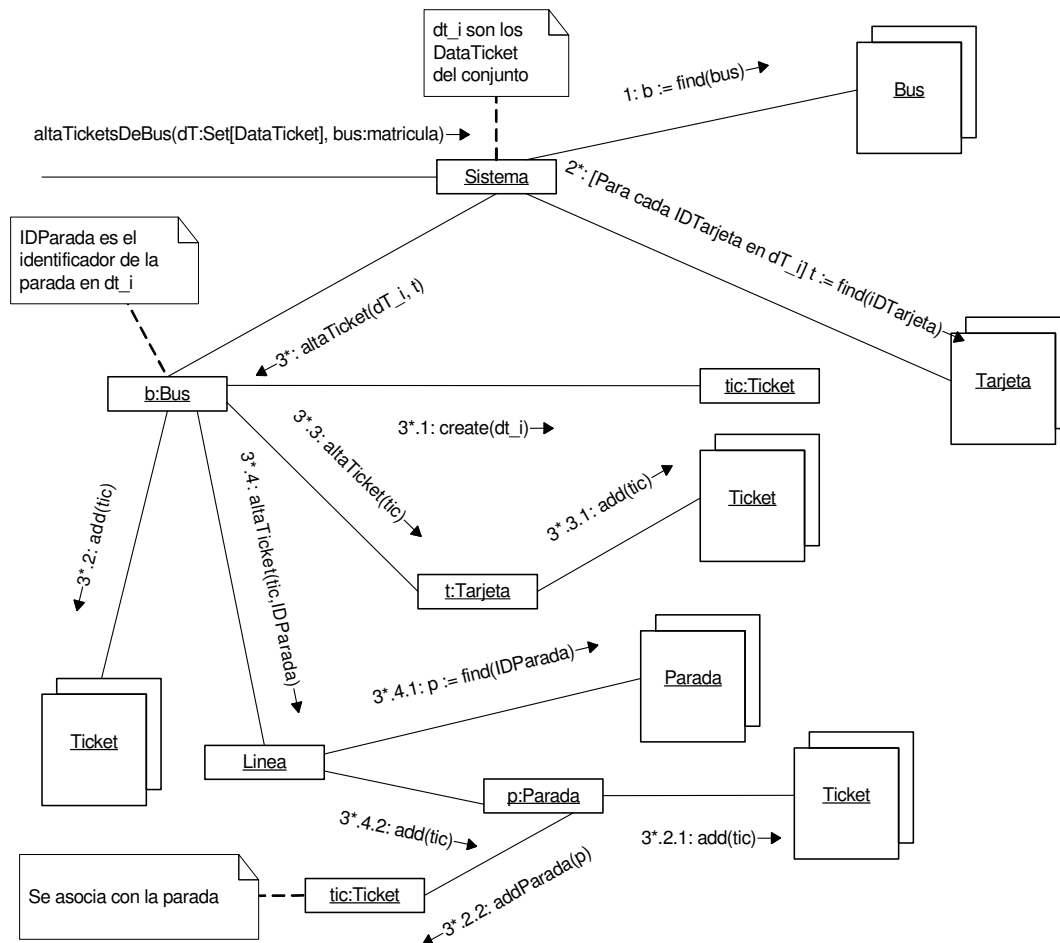 dt_i son los
DataTicket
del conjunto
1: b := find(bus)
Bus
altaTicketsDeBus(dT:Set[DataTicket], bus:matricula)
Sistema
2*: [Para cada IDTarjeta en dT_i] t := find(iDTarjeta)
IDParada es el
identificador de la
parada en dt_i
3*: altaTicket(dT_i, t)
b:Bus
tic:Ticket
Tarjeta
3*.1: create(dt_i)
3*.3: altaTicket(tic)
3*.4: altaTicket(tic,IDParada)
3*.2: add(tic)
3*.3.1: add(tic)
Ticket
t:Tarjeta
3*.4.1: p := find(IDParada)
Parada
Ticket
Linea
p:Parada
Ticket
3*.4.2: add(tic)
3*.2.1: add(tic)
3*.2.2: addParada(p)
Se asocia con la parada
tic:Ticket